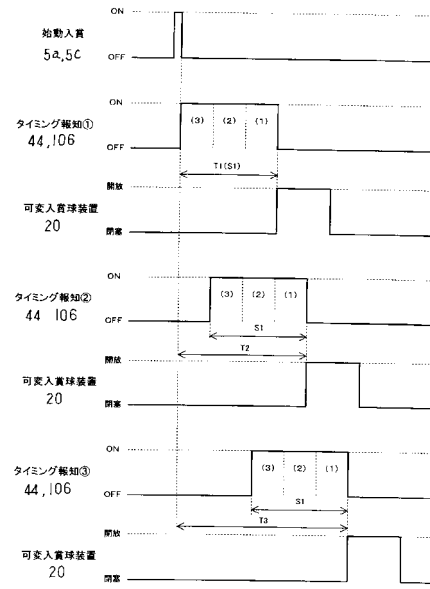 ON
始動入賞
5a,5c
OFF
ON
タイミング報知①
(3) (2) (1)
44,106
OFF
T1(S1)
開放
可変入賞球装置
20
閉塞
ON
タイミング報知②
(3) (2) (1)
44 106
OFF
S1
T2
開放
可変入賞球装置
20
閉塞
ON
タイミング報知③
(3) (2) (1)
44,106
OFF
S1
T3
開放
可変入賞球装置
20
閉塞